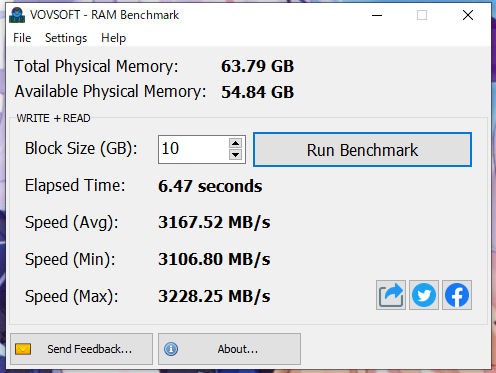 VOVSOFT - RAM Benchmark
File Settings Help
Total Physical Memory: 63.79 GB
Available Physical Memory: 54.84 GB
WRITE + READ
Block Size (GB): 10 Run Benchmark
Elapsed Time: 6.47 seconds
Speed (Avg): 3167.52 MB/s
Speed (Min): 3106.80 MB/s
Speed (Max): 3228.25 MB/s
Send Feedback... About...